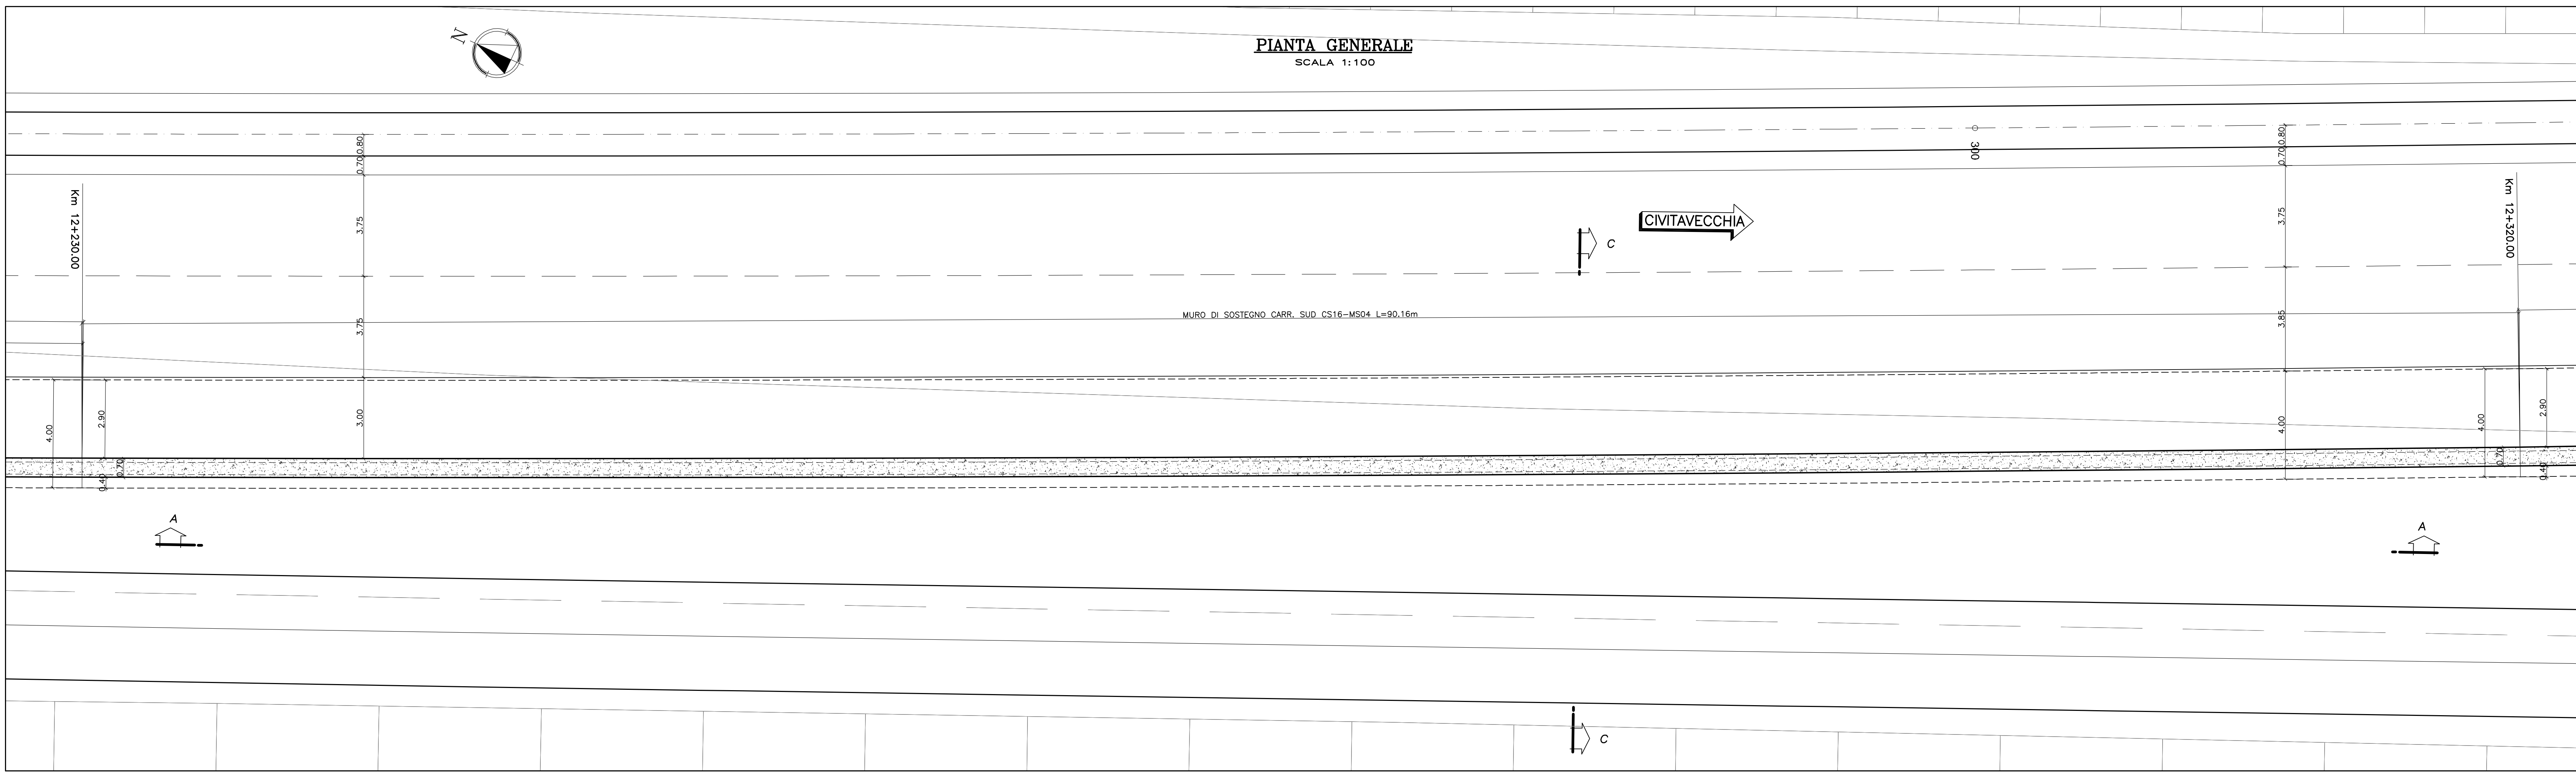 N
PIANTA GENERALE
SCALA 1:100
0.80
0.70
3.75
3.75
3.00
Km 12+230.00
300
0.80
0.70
3.75
3.85
4.00
Km 12+320.00
CIVITAVECCHIA
C
MURO DI SOSTEGNO CARR. SUD CS16-MS04 L=90.16m
4.00
2.90
0.70
0.40
4.00
2.90
0.70
0.40
A
A
C